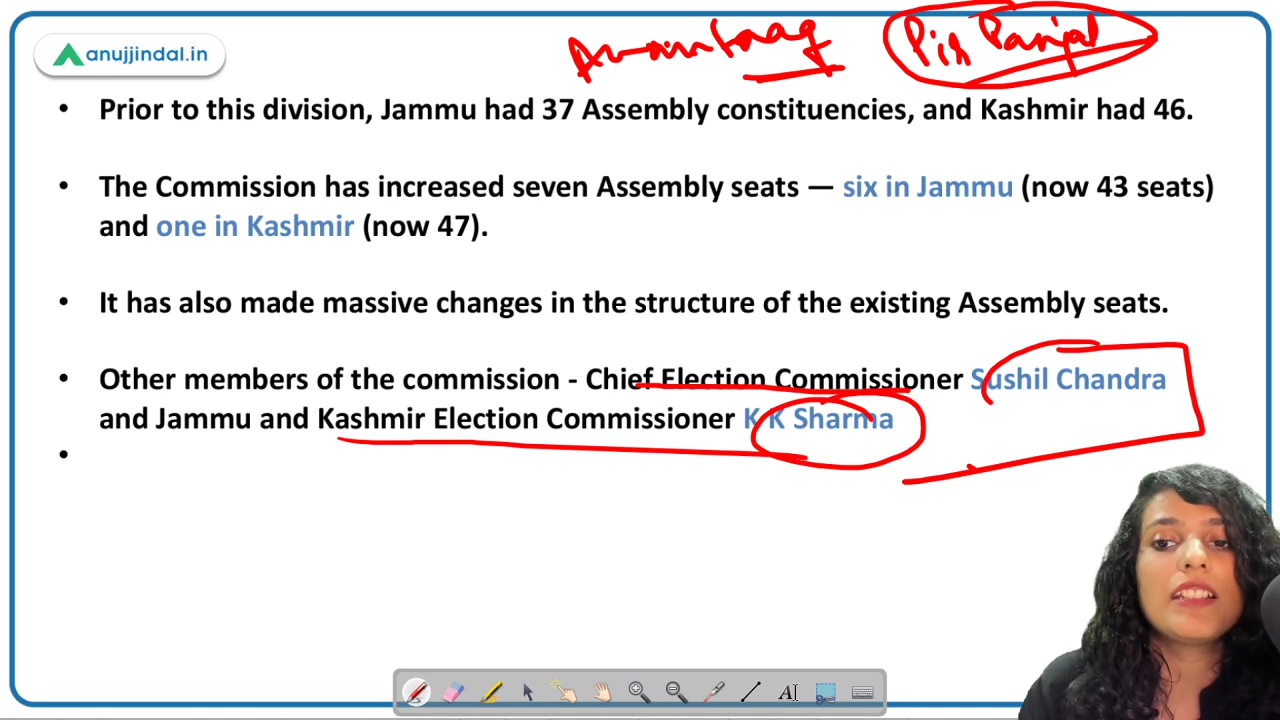 anujjindal.in
Pir Panjal
• Prior to this division, Jammu had 37 Assembly constituencies, and Kashmir had 46.
• The Commission has increased seven Assembly seats — six in Jammu (now 43 seats)
and one in Kashmir (now 47).
• It has also made massive changes in the structure of the existing Assembly seats.
• Other members of the commission - Chief Election Commissioner Sushil Chandra
and Jammu and Kashmir Election Commissioner K K Sharma
•